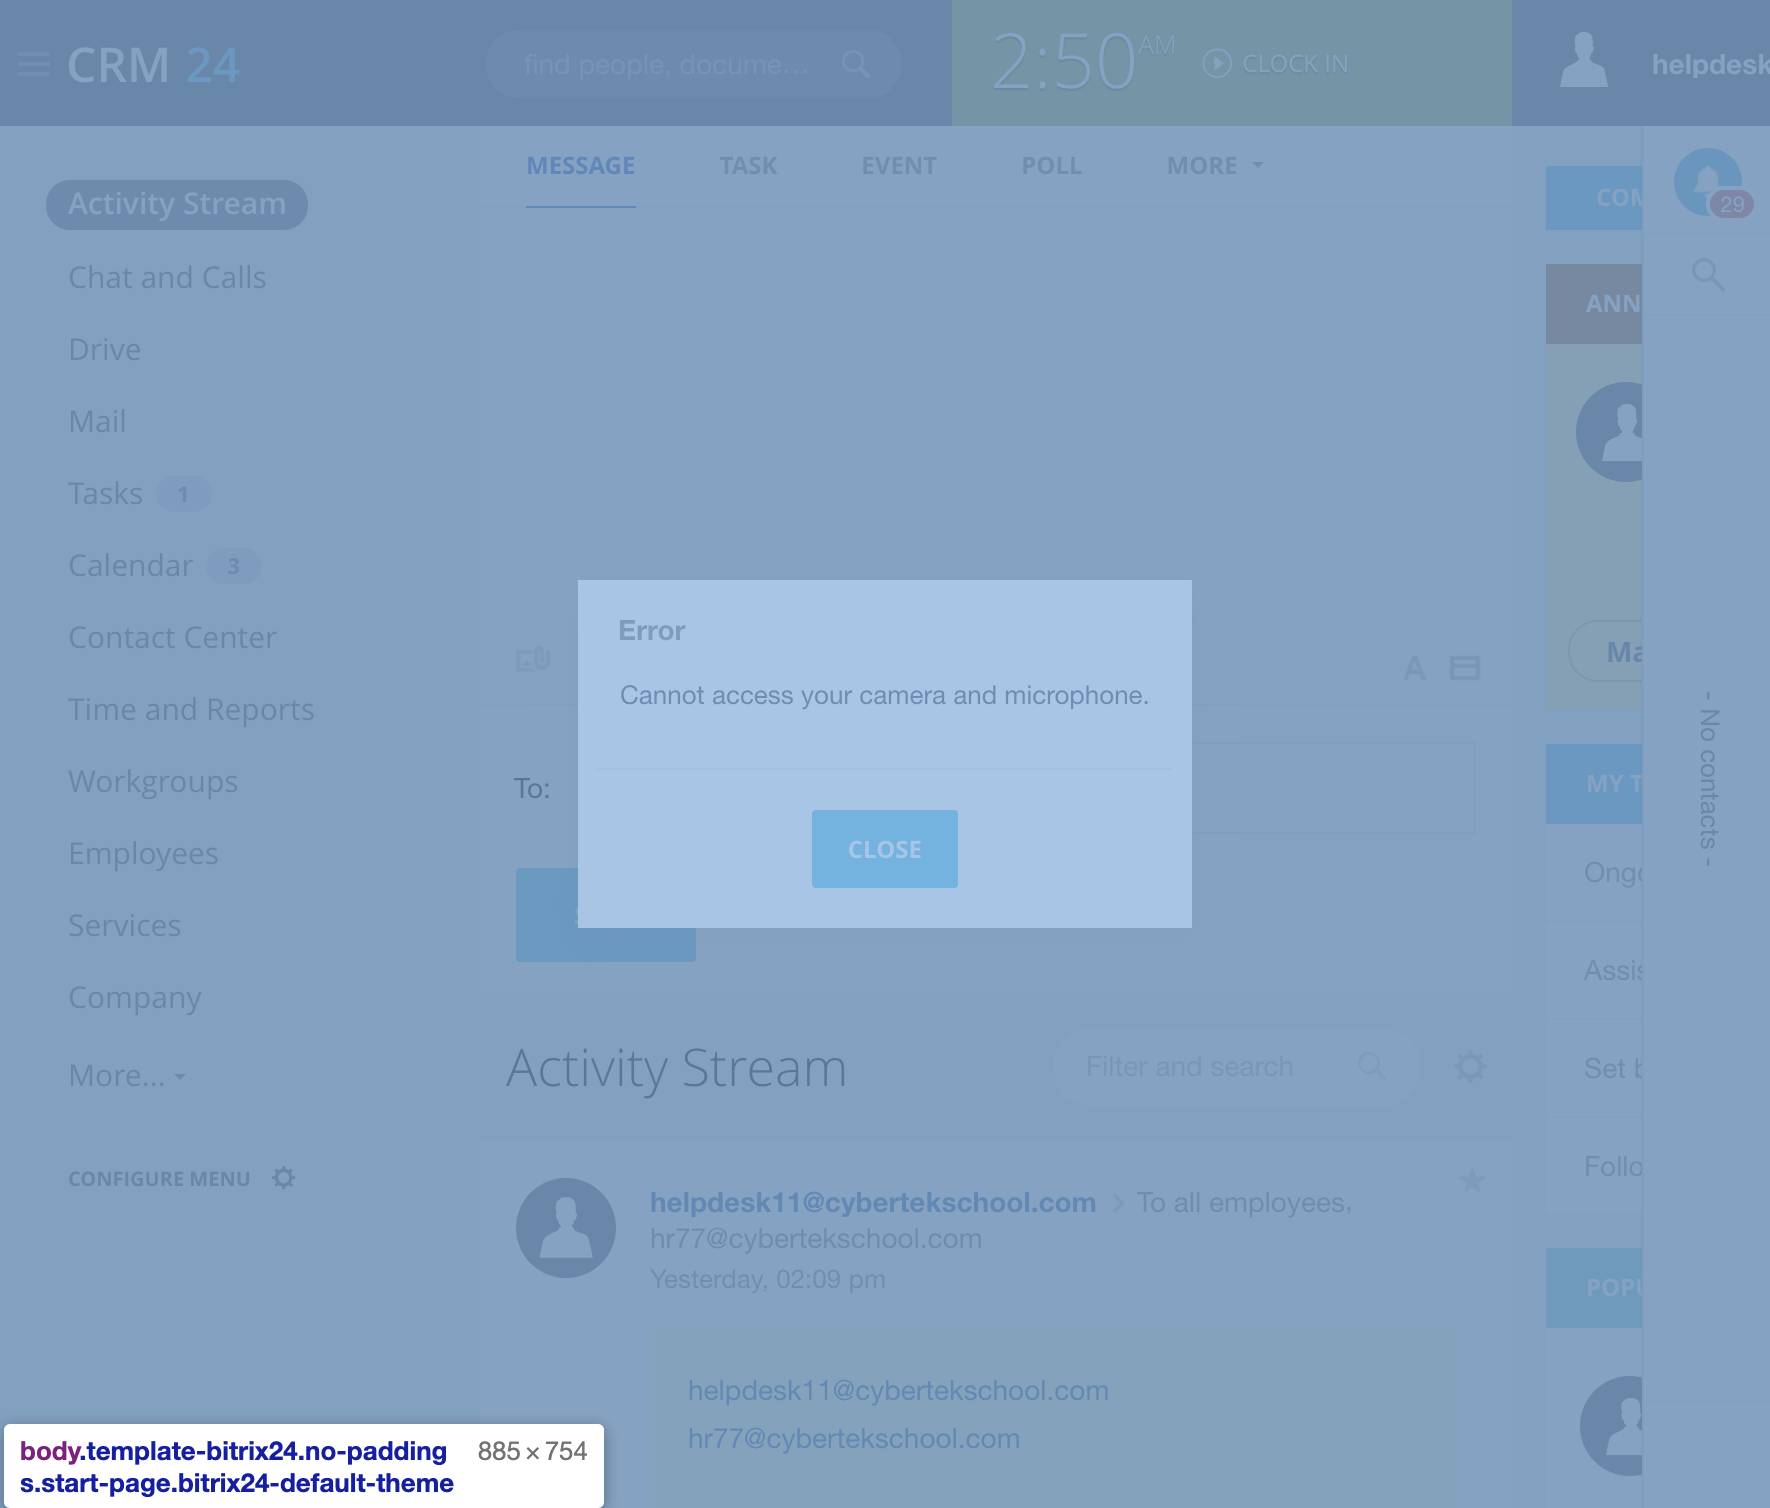 CRM 24
find people, docume...
2:50 AM
CLOCK IN
helpdesk
Activity Stream
Chat and Calls
Drive
Mail
Tasks 1
Calendar 3
Contact Center
Time and Reports
Workgroups
Employees
Services
Company
More...
CONFIGURE MENU
MESSAGE TASK EVENT POLL MORE
A
To:
Error
Cannot access your camera and microphone.
CLOSE
Activity Stream
Filter and search
helpdesk11@cybertekschool.com > To all employees,
hr77@cybertekschool.com
Yesterday, 02:09 pm
helpdesk11@cybertekschool.com
hr77@cybertekschool.com
COM
ANN
Ma
MY T
Ongo
Assis
Set b
Follo
POPU
29
- No contacts -
body.template-bitrix24.no-padding 885 × 754
s.start-page.bitrix24-default-theme